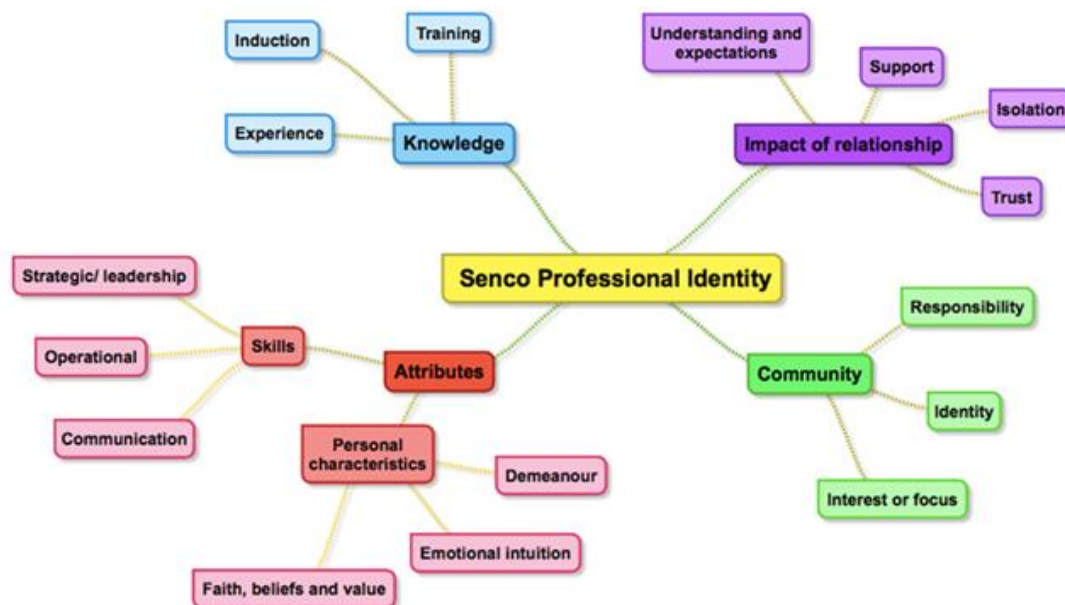 Induction
Training
Experience
Knowledge
Understanding and
expectations
Support
Isolation
Impact of relationship
Trust
Senco Professional Identity
Strategic/ leadership
Operational
Skills
Communication
Attributes
Personal
characteristics
Demeanour
Emotional intuition
Faith, beliefs and value
Responsibility
Community
Identity
Interest or focus